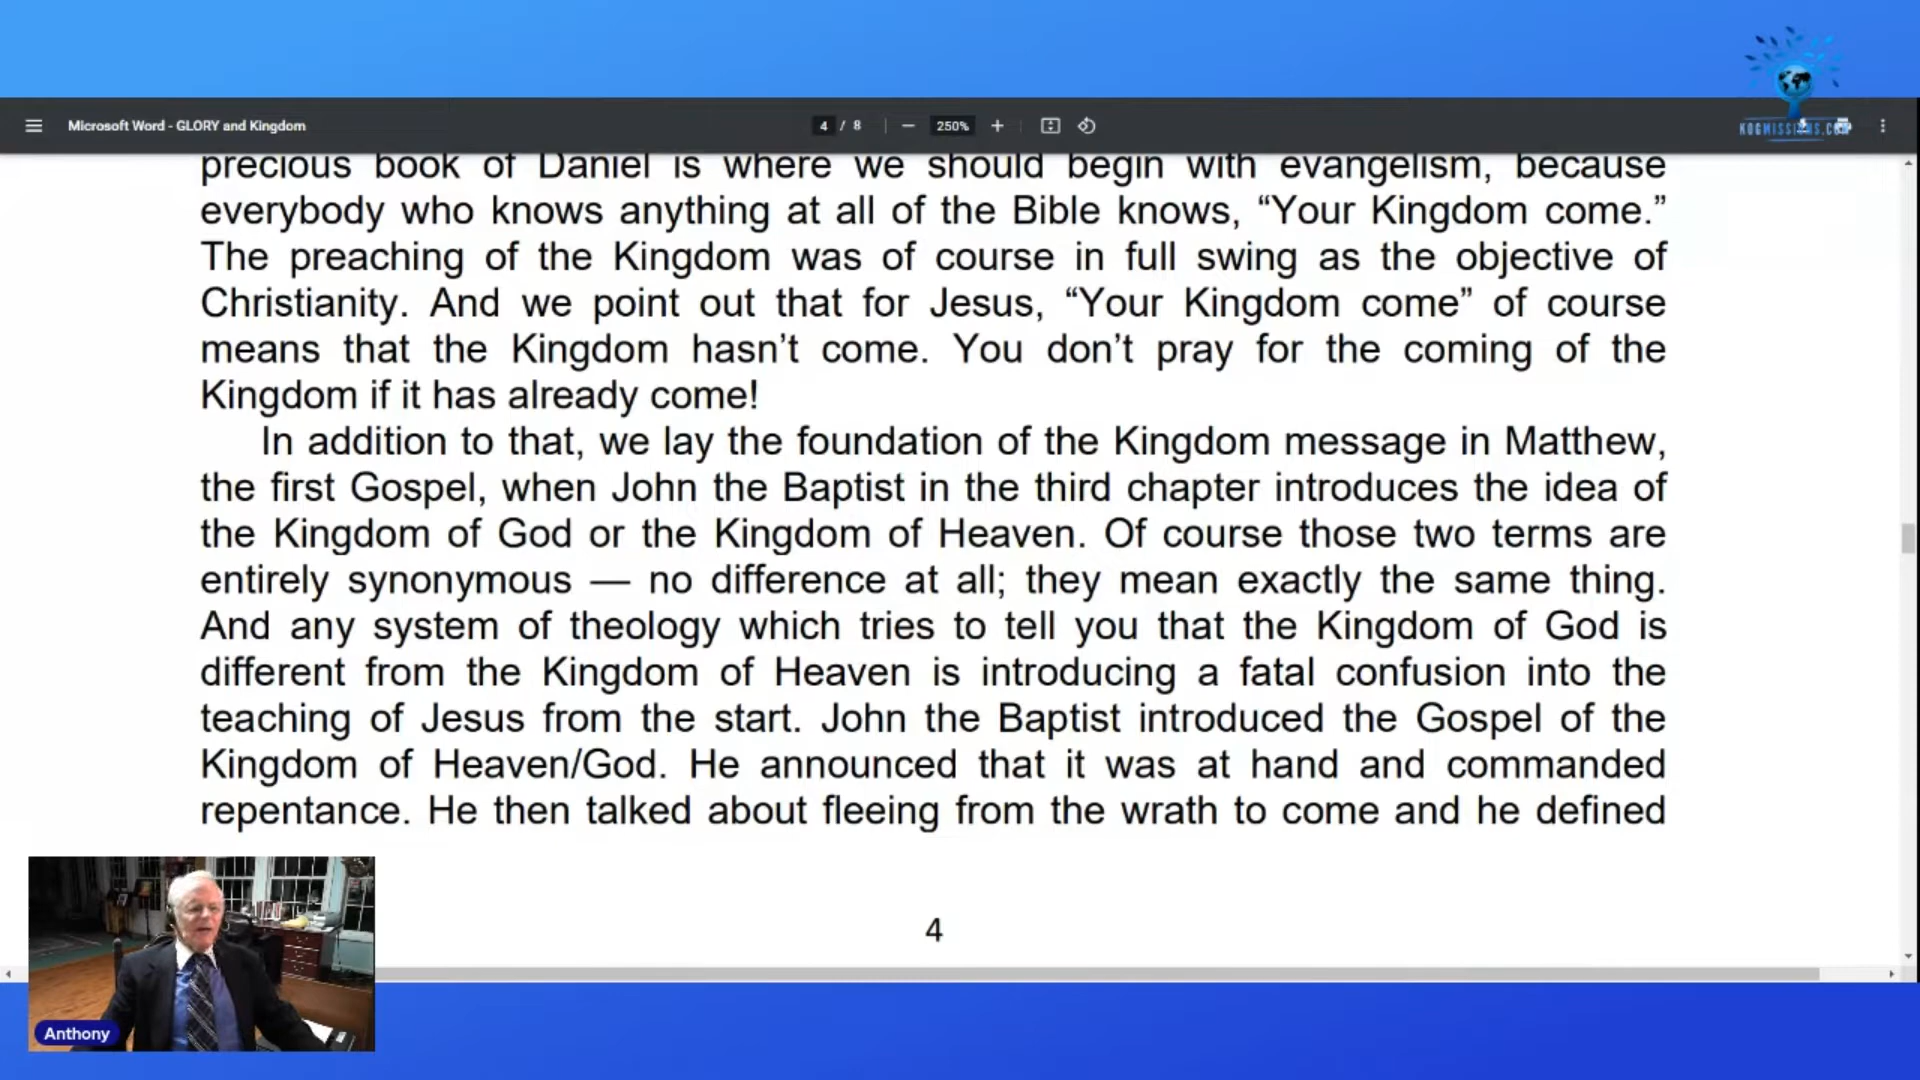 Microsoft Word - GLORY and Kingdom
4 / 8
250%
precious book of Daniel is where we should begin with evangelism, because
everybody who knows anything at all of the Bible knows, “Your Kingdom come.”
The preaching of the Kingdom was of course in full swing as the objective of
Christianity. And we point out that for Jesus, “Your Kingdom come” of course
means that the Kingdom hasn’t come. You don’t pray for the coming of the
Kingdom if it has already come!
In addition to that, we lay the foundation of the Kingdom message in Matthew,
the first Gospel, when John the Baptist in the third chapter introduces the idea of
the Kingdom of God or the Kingdom of Heaven. Of course those two terms are
entirely synonymous — no difference at all; they mean exactly the same thing.
And any system of theology which tries to tell you that the Kingdom of God is
different from the Kingdom of Heaven is introducing a fatal confusion into the
teaching of Jesus from the start. John the Baptist introduced the Gospel of the
Kingdom of Heaven/God. He announced that it was at hand and commanded
repentance. He then talked about fleeing from the wrath to come and he defined
4
Anthony